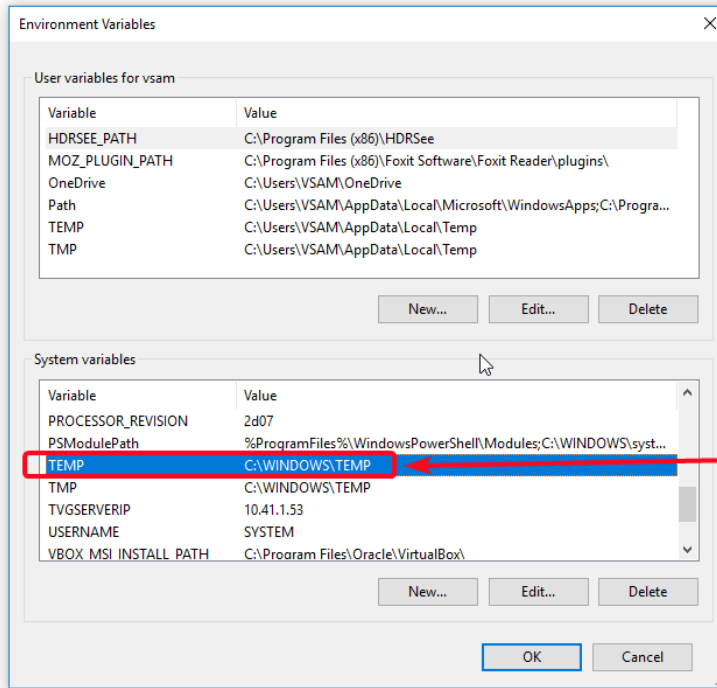 Environment Variables
User variables for vsam
Variable Value
HDRSEE_PATH C:\Program Files (x86)\HDRSee
MOZ_PLUGIN_PATH C:\Program Files (x86)\Foxit Software\Foxit Reader\plugins\
OneDrive C:\Users\VSAM\OneDrive
Path C:\Users\VSAM\AppData\Local\Microsoft\WindowsApps;C:\Progra...
TEMP C:\Users\VSAM\AppData\Local\Temp
TMP C:\Users\VSAM\AppData\Local\Temp
New... Edit... Delete
System variables
Variable Value
PROCESSOR_REVISION 2d07
PSModulePath %ProgramFiles%\WindowsPowerShell\Modules;C:\WINDOWS\syst...
TEMP C:\WINDOWS\TEMP
TMP C:\WINDOWS\TEMP
TVGSERVERIP 10.41.1.53
USERNAME SYSTEM
VBOX_MSI_INSTALL_PATH C:\Program Files\Oracle\VirtualBox\
New... Edit... Delete
OK Cancel